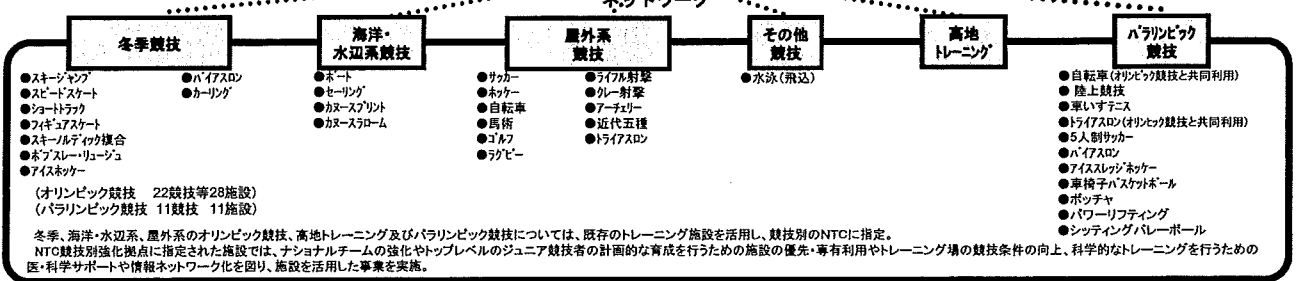 ネットワーク
冬季競技
●スキージャンプ
●スピードスケート
●ショートトラック
●フィギュアスケート
●スキーノルディック複合
●ボブスレー・リュージュ
●アイスホッケー
●バイアスロン
●カーリング
海洋・
水辺系競技
●ボート
●セーリング
●カヌースプリント
●カヌースラローム
屋外系
競技
●サッカー
●ホッケー
●自転車
●馬術
●ゴルフ
●ラグビー
●ライフル射撃
●クレー射撃
●アーチェリー
●近代五種
●トライアスロン
その他
競技
●水泳(飛込)
高地
トレーニング
パラリンピック
競技
●自転車(オリンピック競技と共同利用)
●陸上競技
●車いすテニス
●トライアスロン(オリンピック競技と共同利用)
●5人制サッカー
●バイアスロン
●アイススレッジホッケー
●車椅子バスケットボール
●ボッチャ
●パワーリフティング
●シッティングバレーボール
(オリンピック競技 22競技等28施設)
(パラリンピック競技 11競技 11施設)
冬季、海洋・水辺系、屋外系のオリンピック競技、高地トレーニング及びパラリンピック競技については、既存のトレーニング施設を活用し、競技別のNTCに指定。
NTC競技別強化拠点に指定された施設では、ナショナルチームの強化やトップレベルのジュニア競技者の計画的な育成を行うための施設の優先・専有利用やトレーニング場の競技条件の向上、科学的なトレーニングを行うための
医・科学サポートや情報ネットワーク化を図り、施設を活用した事業を実施。